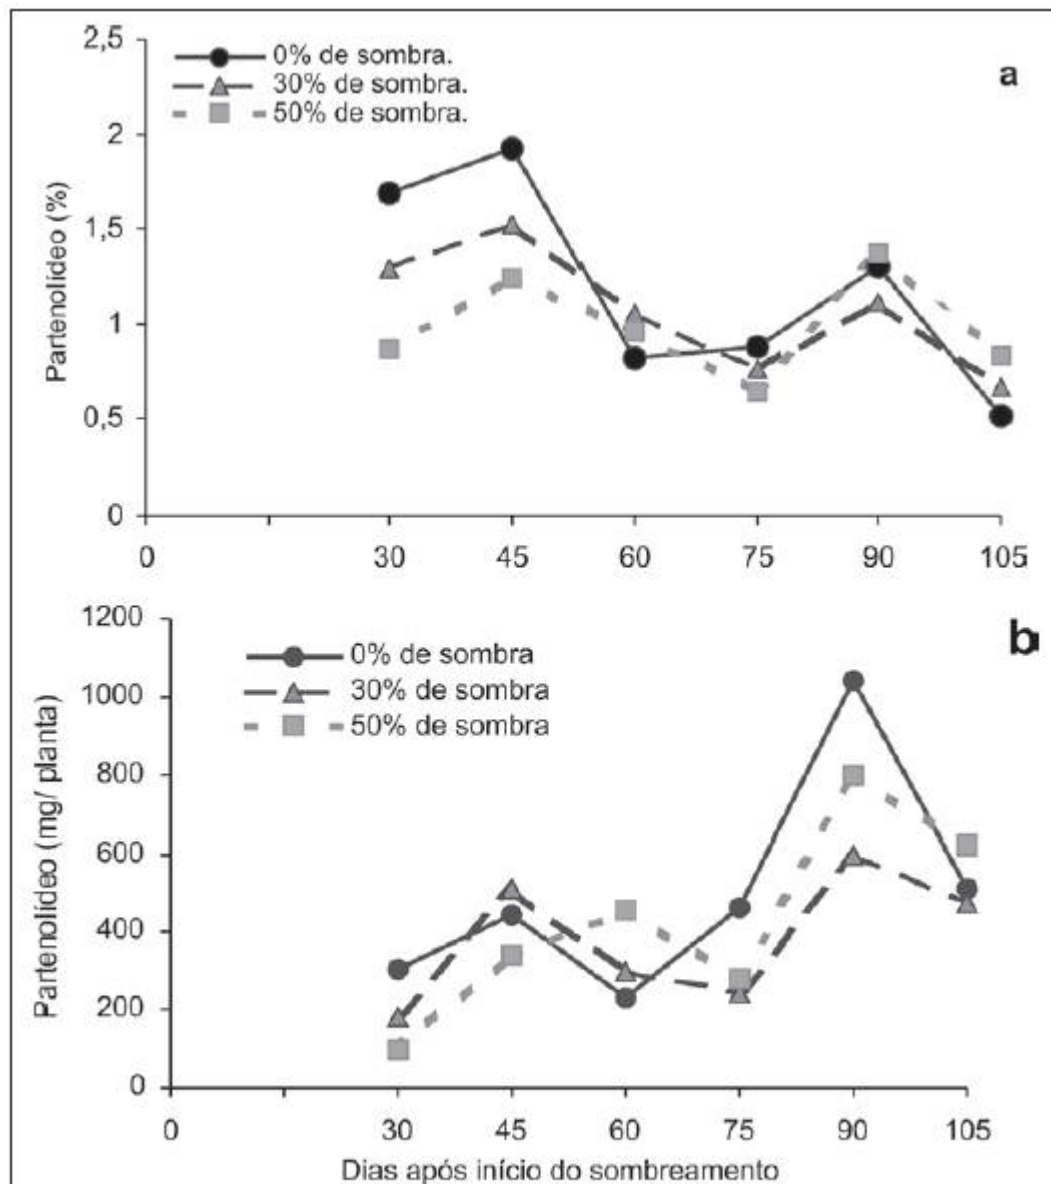 2,5
0% de sombra.
30% de sombra.
50% de sombra.
a
2
1,5
1
0,5
0
Partenolídeo (%)
0 30 45 60 75 90 105
1200
b
0% de sombra
30% de sombra
50% de sombra
1000
800
600
400
200
0
Partenolídeo (mg/ planta)
0 30 45 60 75 90 105
Dias após início do sombreamento